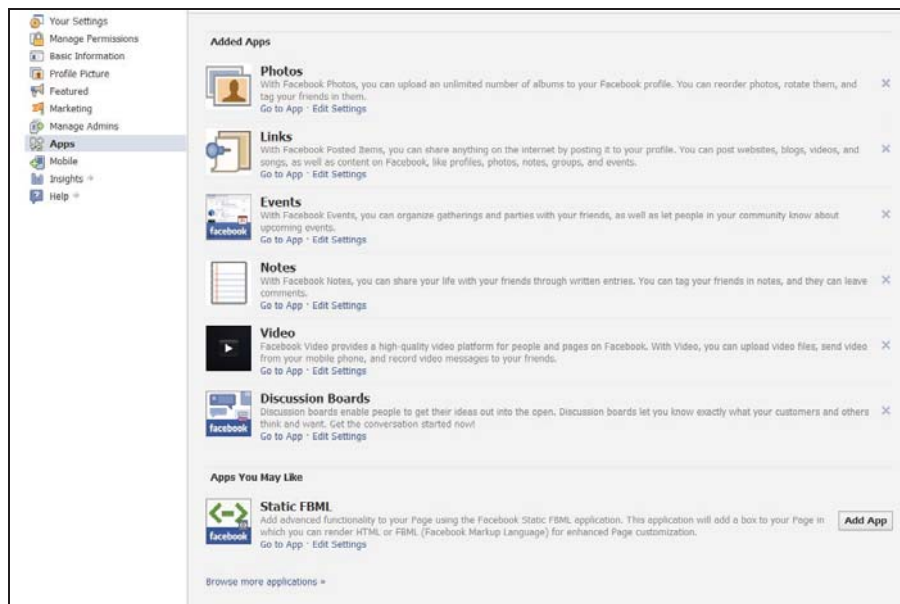 Your Settings
Manage Permissions
Basic Information
Profile Picture
Featured
Marketing
Manage Admins
Apps
Mobile
Insights
Help
Added Apps
Photos
With Facebook Photos, you can upload an unlimited number of albums to your Facebook profile. You can reorder photos, rotate them, and
tag your friends in them.
Go to App · Edit Settings
Links
With Facebook Posted Items, you can share anything on the internet by posting it to your profile. You can post websites, blogs, videos, and
songs, as well as content on Facebook, like profiles, photos, notes, groups, and events.
Go to App · Edit Settings
facebook
Events
With Facebook Events, you can organize gatherings and parties with your friends, as well as let people in your community know about
upcoming events.
Go to App · Edit Settings
Notes
With Facebook Notes, you can share your life with your friends through written entries. You can tag your friends in notes, and they can leave
comments.
Go to App · Edit Settings
Video
Facebook Video provides a high-quality video platform for people and pages on Facebook. With Video, you can upload video files, send video
from your mobile phone, and record video messages to your friends.
Go to App · Edit Settings
facebook
Discussion Boards
Discussion boards enable people to get their ideas out into the open. Discussion boards let you know exactly what your customers and others
think and want. Get the conversation started now!
Go to App · Edit Settings
Apps You May Like
facebook
Static FBML
Add advanced functionality to your Page using the Facebook Static FBML application. This application will add a box to your Page in
which you can render HTML or FBML (Facebook Markup Language) for enhanced Page customization.
Go to App · Edit Settings
Add App
Browse more applications »